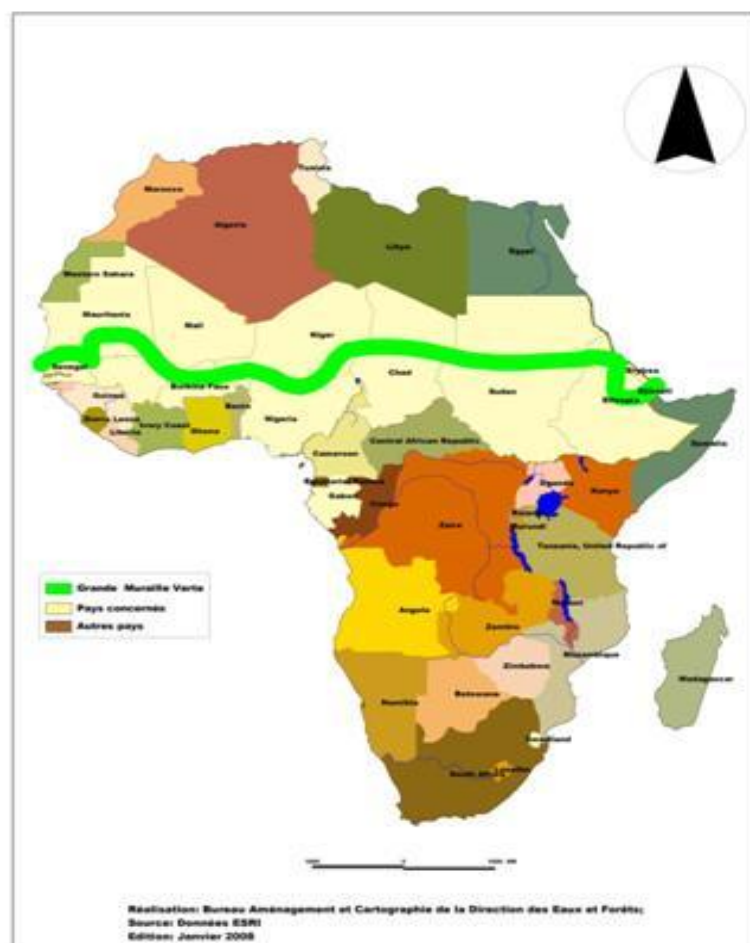 Tunisia
Morocco
Algeria
Libya
Egypt
Western Sahara
Mauritania
Mali
Niger
Senegal
Chad
Sudan
Burkina Faso
Djibouti
Ethiopia
Guinea
Benin
Nigeria
Sierra Leone
Ivory Coast
Ghana
Liberia
Somalia
Central African Republic
Cameroon
Uganda
Kenya
Gabon
Congo
Burundi
Zaire
Tanzania, United Republic of
Grande Muraille Verte
Pays concernés
Autres pays
Angola
Zambia
Mozambique
Zimbabwe
Madagascar
Namibia
Botswana
Swaziland
South Africa
Réalisation: Bureau Aménagement et Cartographie de la Direction des Eaux et Forêts;
Source: Données ESRI
Edition: Janvier 2008